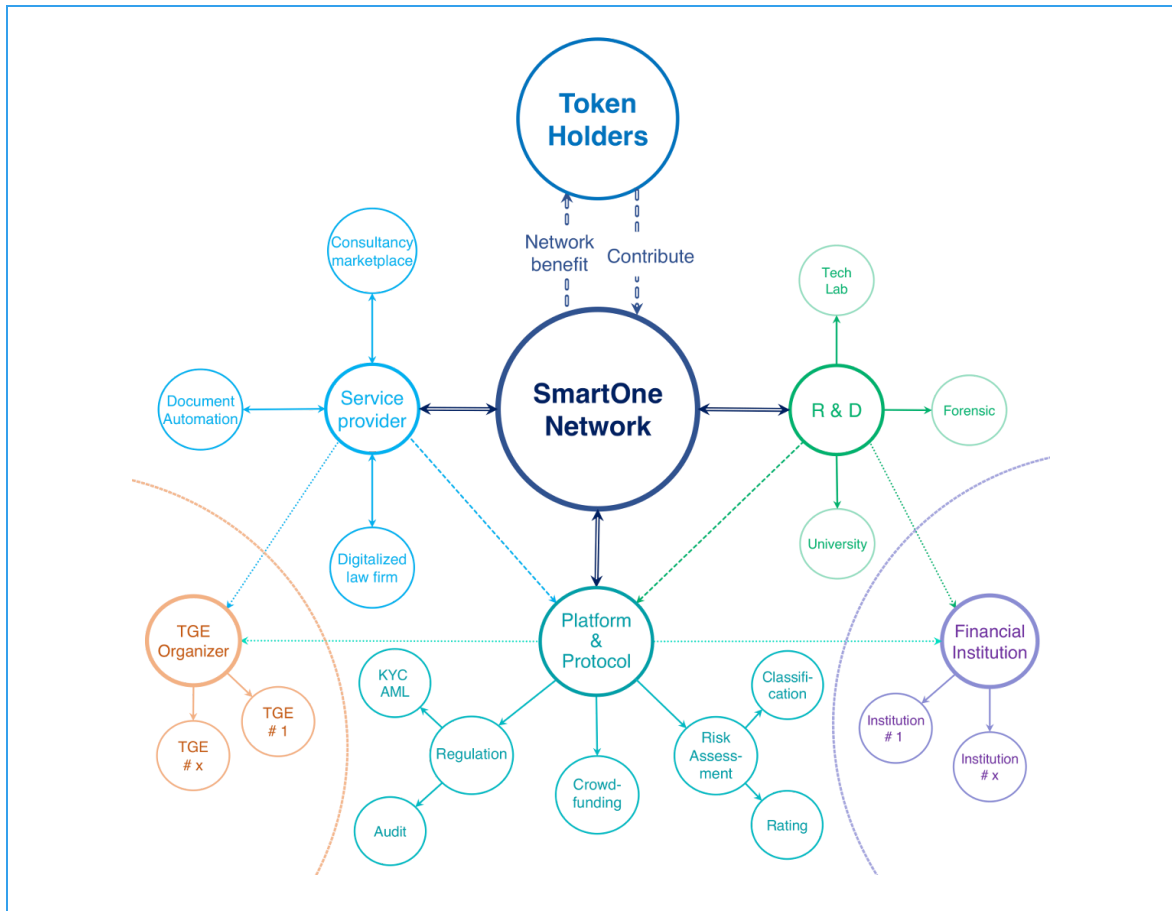 Token
Holders
Network
benefit
Contribute
Consultancy
marketplace
Tech
Lab
Document
Automation
Service
provider
SmartOne
Network
R & D
Forensic
Digitalized
law firm
University
TGE
Organizer
Platform
&
Protocol
Financial
Institution
KYC
AML
Classifi-
cation
TGE
# 1
TGE
# x
Regulation
Risk
Assess-
ment
Institution
# 1
Institution
# x
Crowd-
funding
Audit
Rating